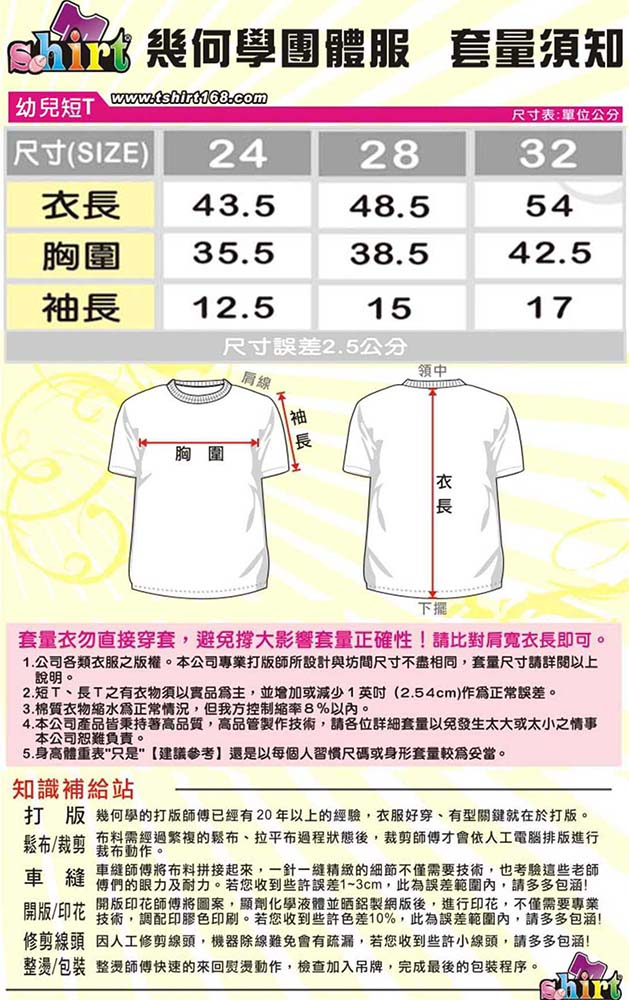 shirt 幾何學團體服 套量須知
幼兒短T www.tshirt168.com
尺寸表:單位公分
尺寸(SIZE) 24 28 32
衣長 43.5 48.5 54
胸圍 35.5 38.5 42.5
袖長 12.5 15 17
尺寸誤差2.5公分
肩線
領中
袖長
胸 圍
衣長
下擺
套量衣勿直接穿套，避免撐大影響套量正確性！請比對肩寬衣長即可。
1.公司各類衣服之版權。本公司專業打版師所設計與坊間尺寸不盡相同，套量尺寸請詳閱以上
說明。
2.短T、長T之有衣物須以實品為主，並增加或減少1英吋（2.54cm)作為正常誤差。
3.棉質衣物縮水為正常情況，但我方控制縮率8%以內。
4.本公司產品皆秉持著高品質，高品管製作技術，請各位詳細套量以免發生太大或太小之情事
本公司恕難負責。
5.身高體重表"只是"【建議參考】還是以每個人習慣尺碼或身形套量較為妥當。
知識補給站
打 版 幾何學的打版師傅已經有20年以上的經驗，衣服好穿、有型關鍵就在於打版。
鬆布/裁剪 布料需經過繁複的鬆布、拉平布過程狀態後，裁剪師才會依人工電腦排版進行
裁布動作。
車 縫 車縫師傅將布料拼接起來，一針一縫精緻的細節不僅需要技術，也考驗這些老師
傅們的眼力及耐力。若您收到些許誤差1~3cm，此為誤差範圍內，請多多包涵!
開版/印花 開版印花師傅將圖案，顯劑化學液體並晒鋁製網版後，進行印花，不僅需要專業
技術，調配印膠色印刷。若您收到些許色差10%，此為誤差範圍內，請多多包涵!
修剪線頭 因人工修剪線頭，機器除線難免會有疏漏，若您收到些許小線頭，請多多包涵!
整燙/包裝 整燙師傅快速的來回熨燙動作，檢查加入吊牌，完成最後的包裝程序。
shirt